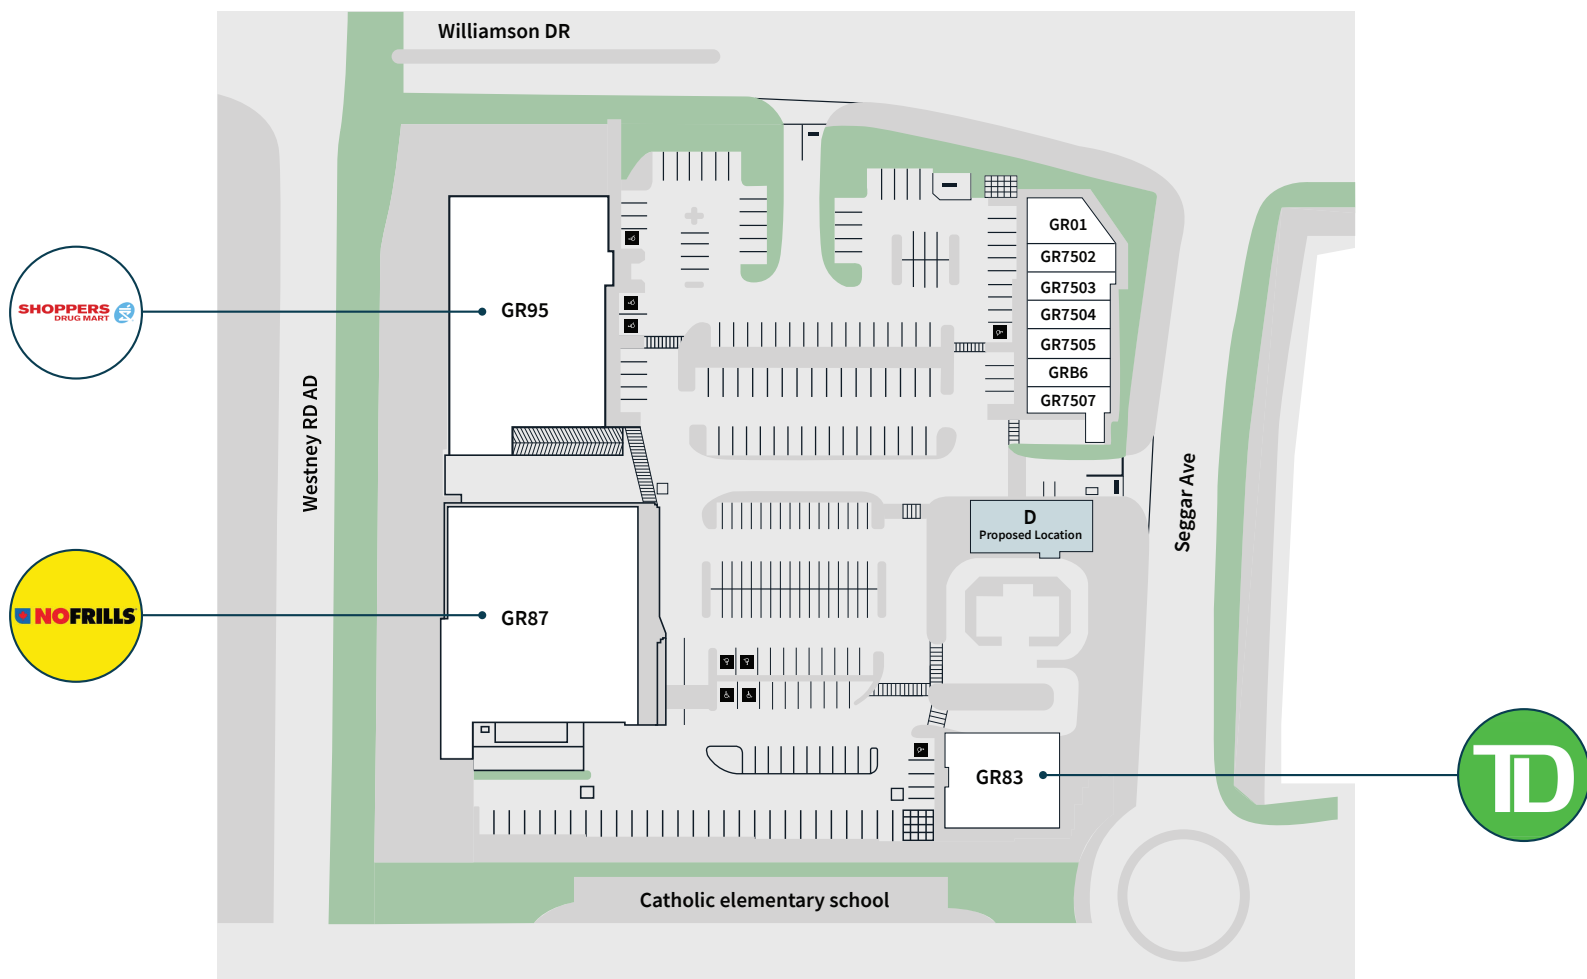 Williamson DR
GR01
GR7502
GR7503
GR7504
GR7505
GRB6
GR7507
SHOPPERS
DRUG MART
GR95
Westney RD AD
Seggar Ave
D
Proposed Location
NOFRILLS
GR87
GR83
TD
Catholic elementary school